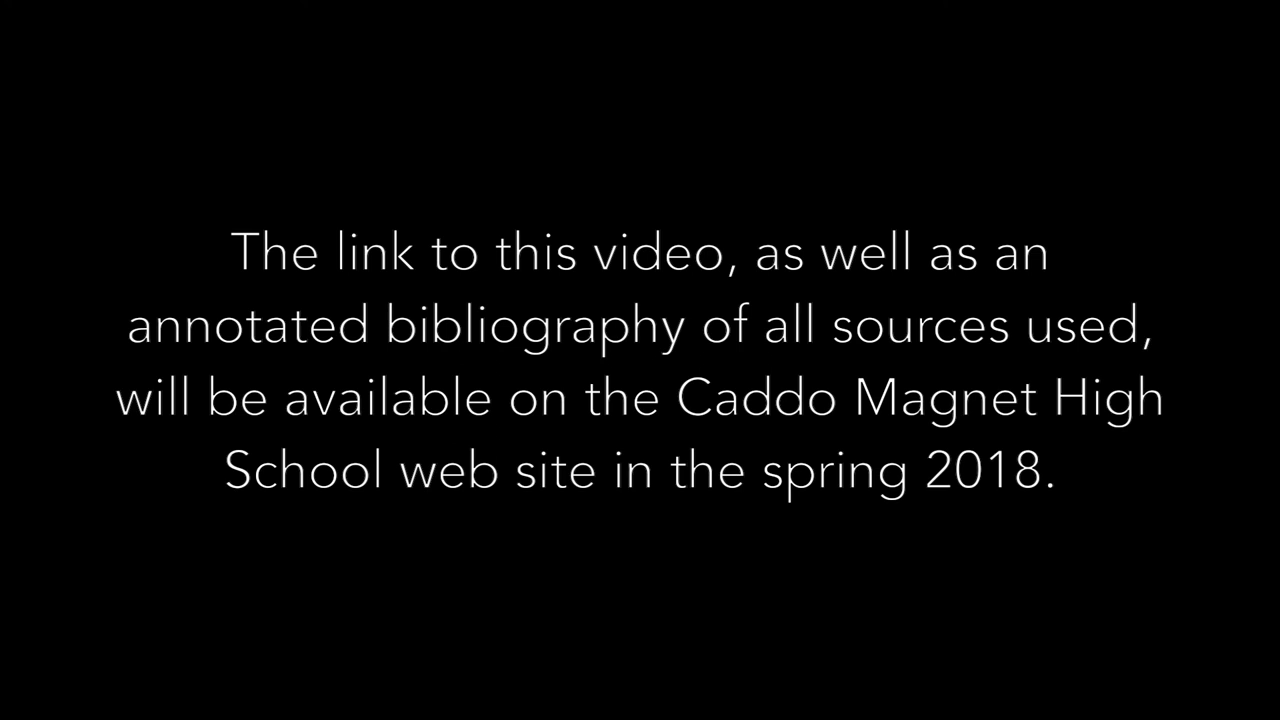 The link to this video, as well as an
annotated bibliography of all sources used,
will be available on the Caddo Magnet High
School web site in the spring 2018.